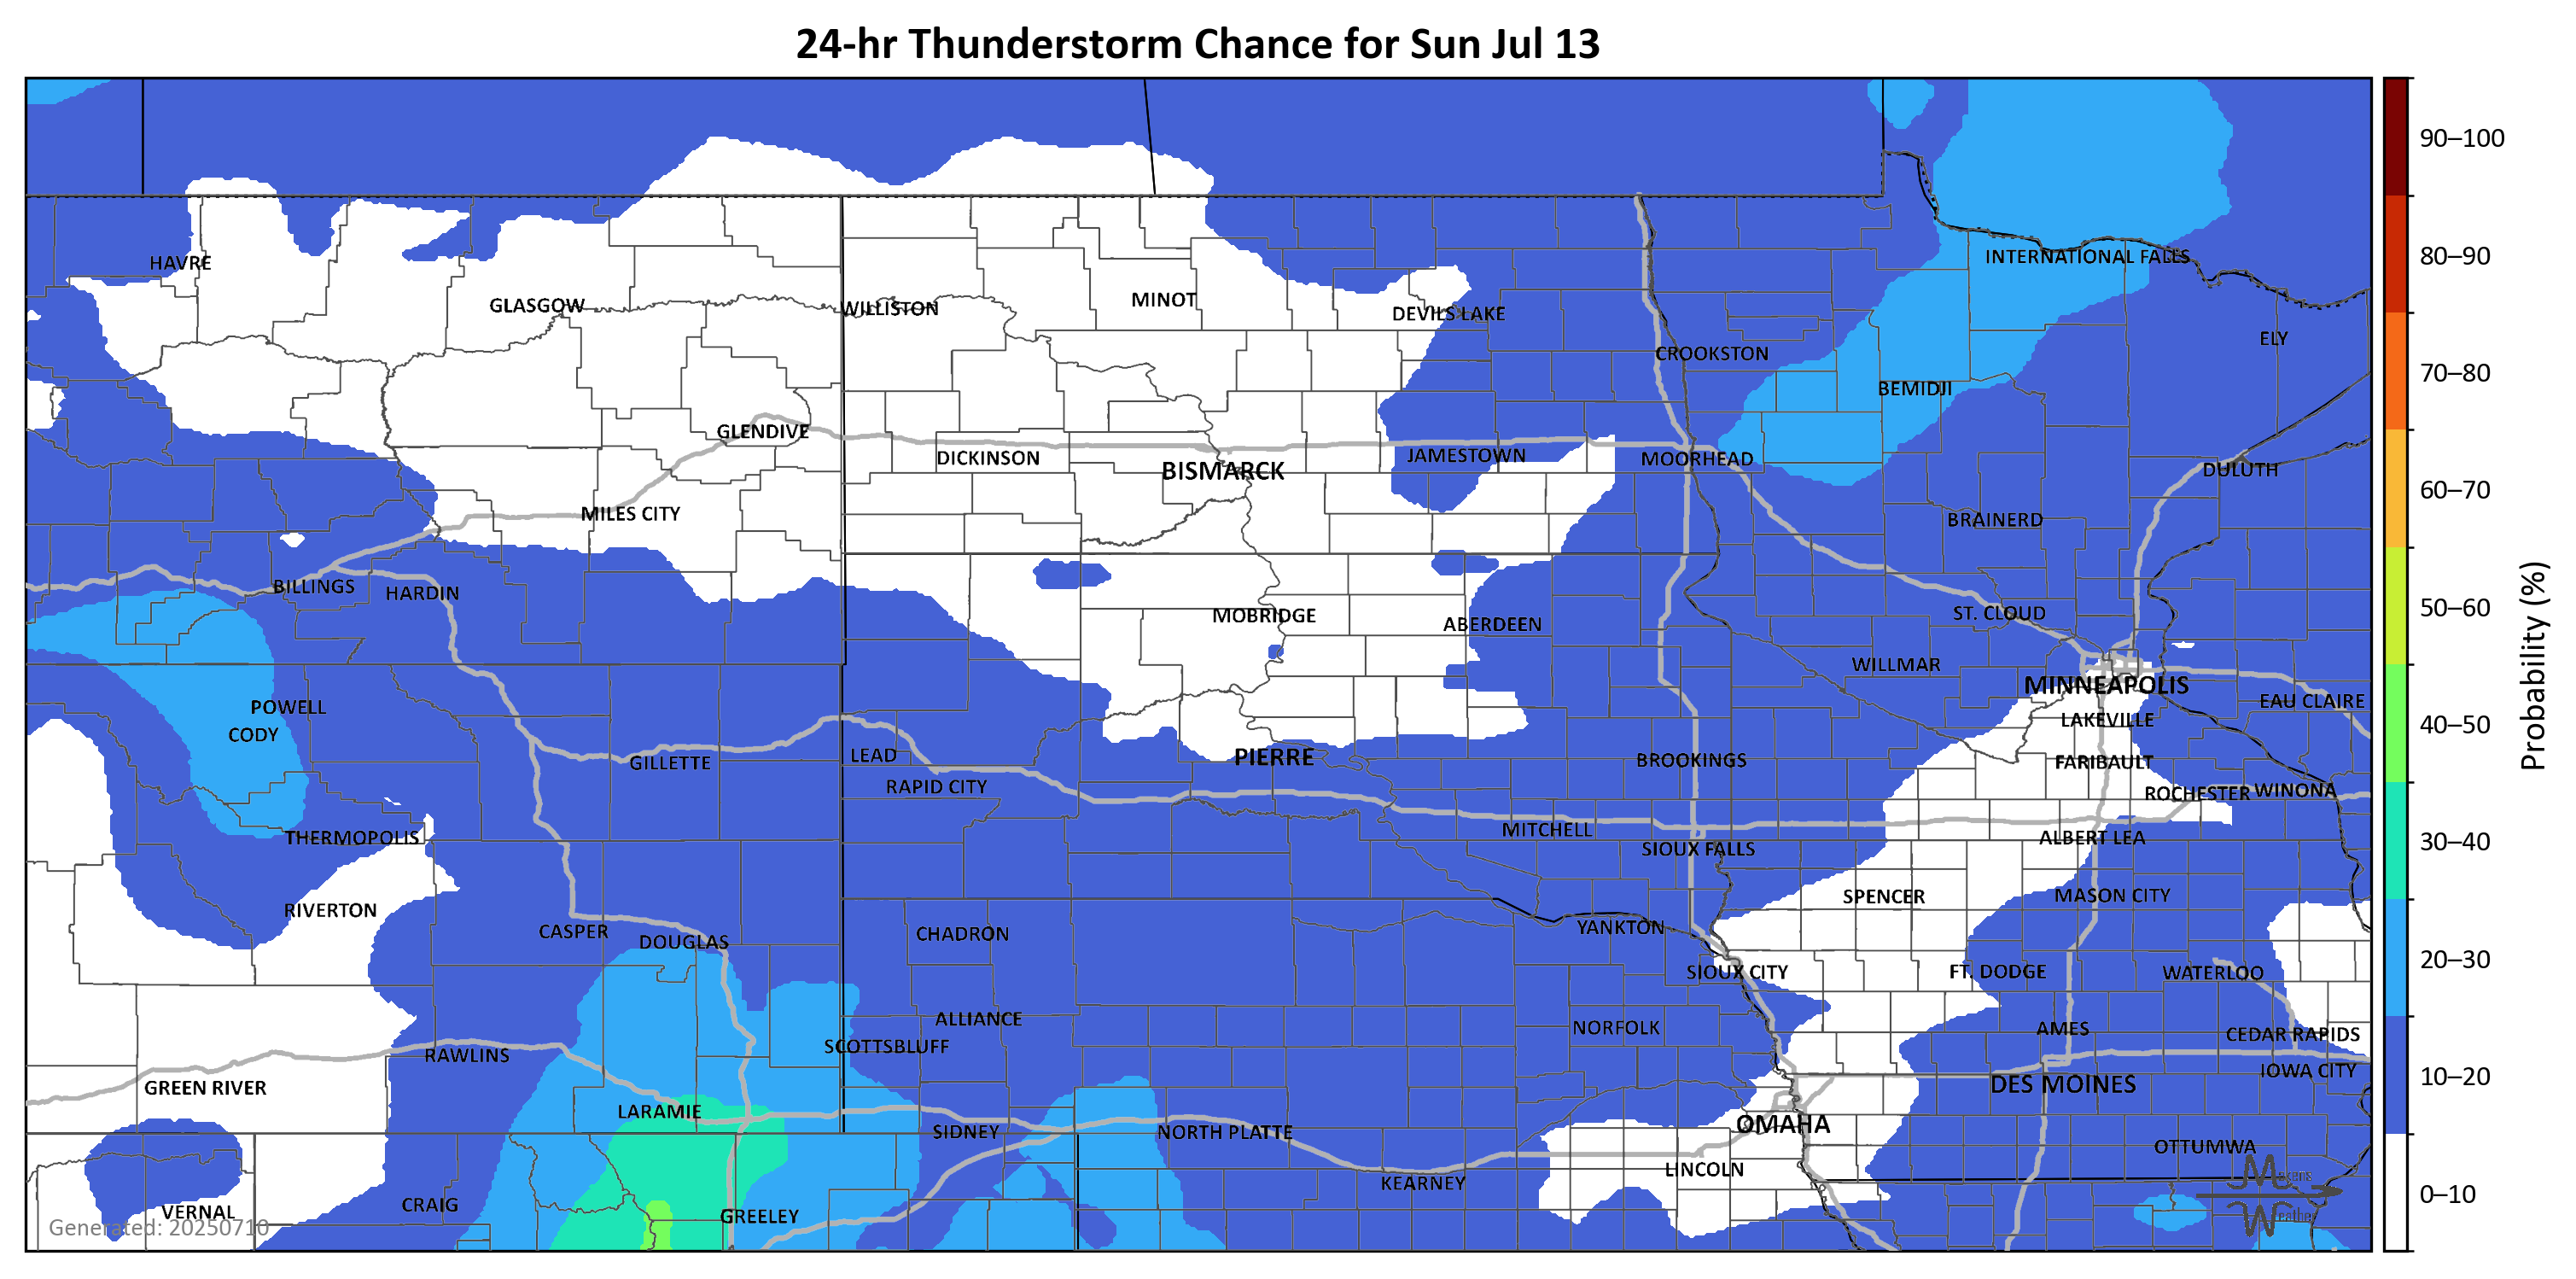 24-hr Thunderstorm Chance for Sun Jul 13
90–100
80–90
70–80
60–70
50–60
40–50
30–40
20–30
10–20
0–10
Probability (%)
HAVRE
INTERNATIONAL FALLS
GLASGOW
WILLISTON
MINOT
DEVILS LAKE
ELY
CROOKSTON
BEMIDJI
GLENDIVE
DICKINSON
BISMARCK
JAMESTOWN
MOORHEAD
DULUTH
MILES CITY
BRAINERD
BILLINGS
HARDIN
MOBRIDGE
ABERDEEN
ST. CLOUD
WILLMAR
MINNEAPOLIS
POWELL
EAU CLAIRE
CODY
LAKEVILLE
GILLETTE
LEAD
PIERRE
BROOKINGS
FARIBAULT
RAPID CITY
ROCHESTER
WINONA
THERMOPOLIS
MITCHELL
ALBERT LEA
SIOUX FALLS
RIVERTON
SPENCER
MASON CITY
CASPER
DOUGLAS
CHADRON
YANKTON
SIOUX CITY
FT. DODGE
WATERLOO
ALLIANCE
NORFOLK
AMES
CEDAR RAPIDS
RAWLINS
SCOTTSBLUFF
GREEN RIVER
DES MOINES
IOWA CITY
LARAMIE
SIDNEY
NORTH PLATTE
OMAHA
OTTUMWA
LINCOLN
KEARNEY
VERNAL
CRAIG
GREELEY
Generated: 20250710
Weather